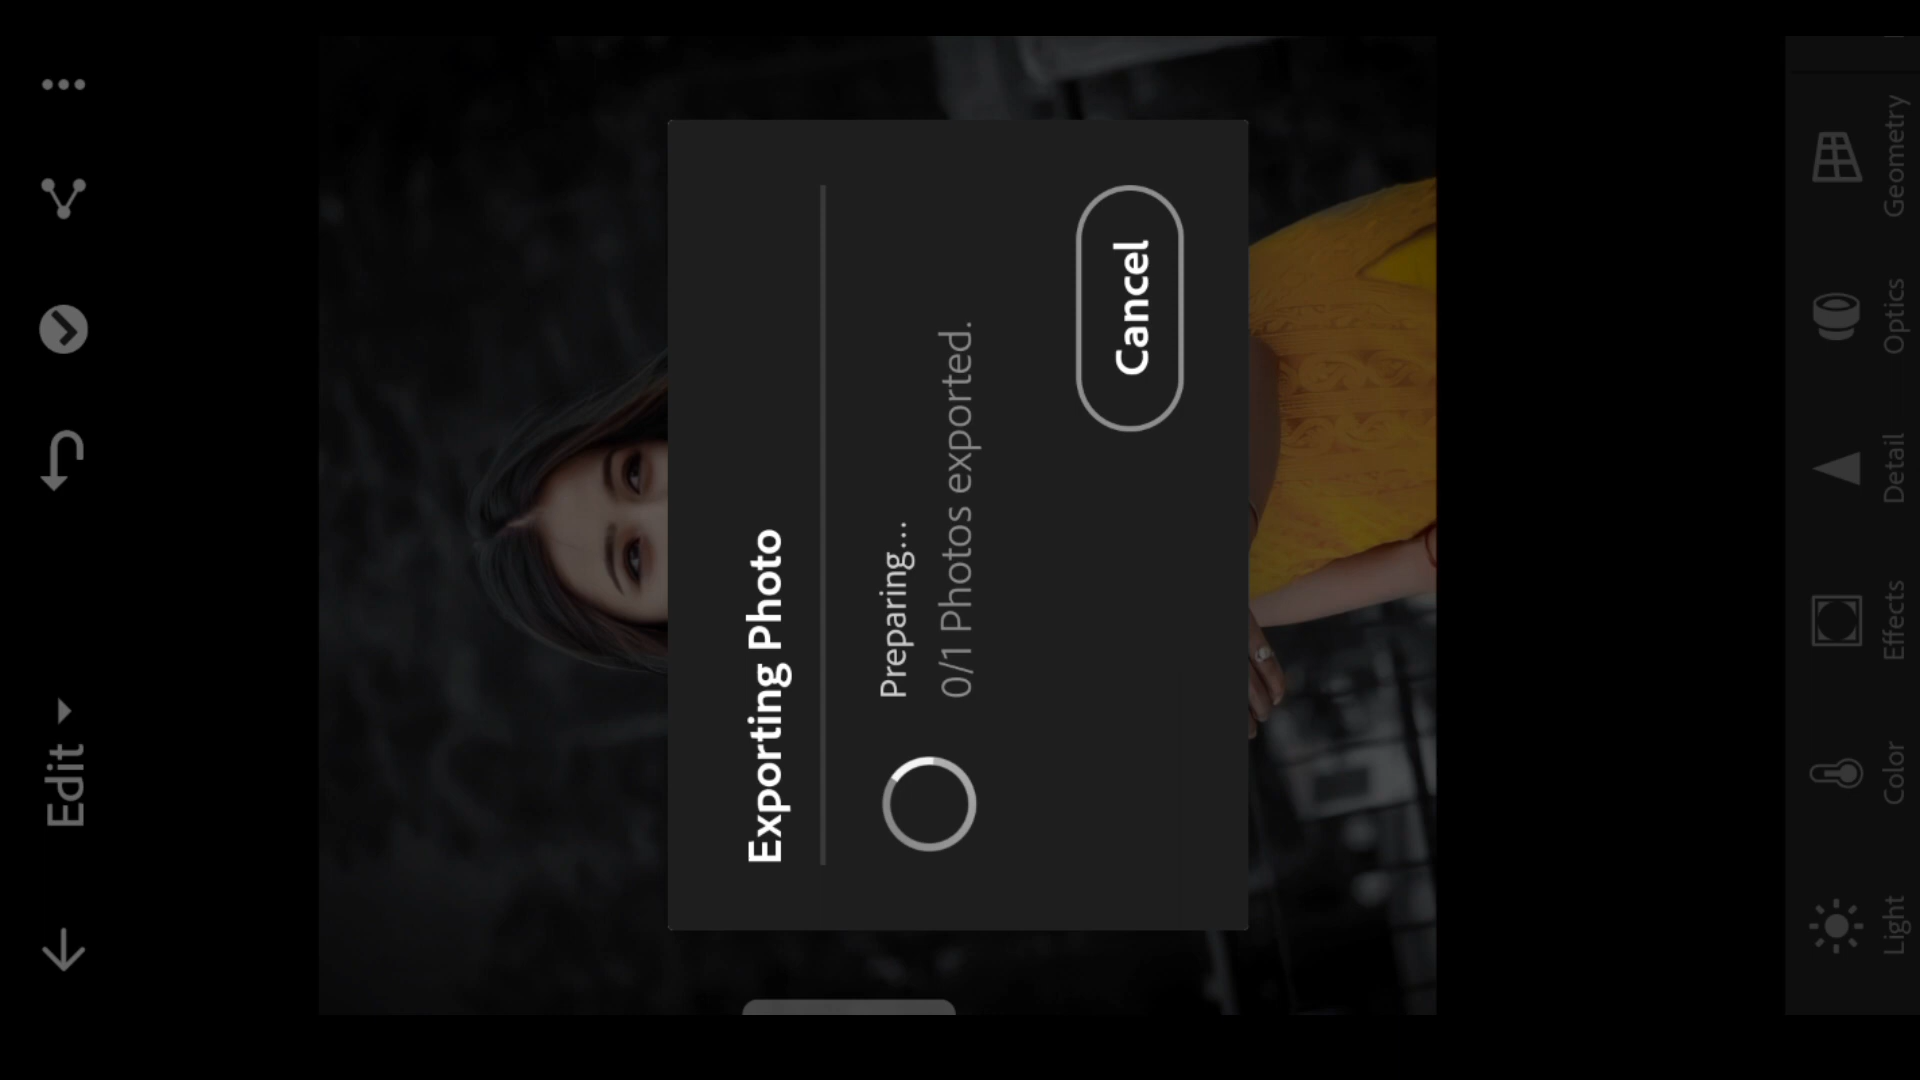 Edit
Exporting Photo
Preparing...
0/1 Photos exported.
Cancel
Light
Color
Effects
Detail
Optics
Geometry